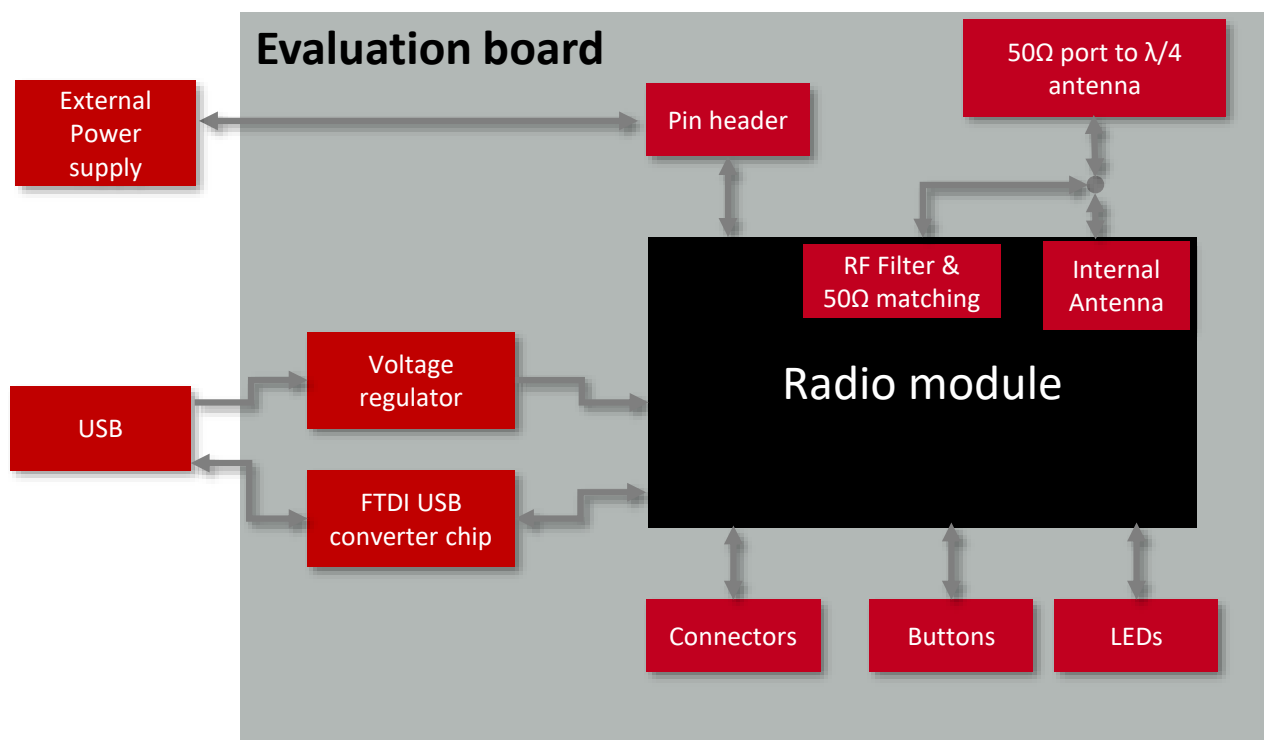 Evaluation board
50Ω port to λ/4
antenna
External
Power
supply
Pin header
RF Filter &
50Ω matching
Internal
Antenna
Voltage
regulator
Radio module
USB
FTDI USB
converter chip
Connectors
Buttons
LEDs